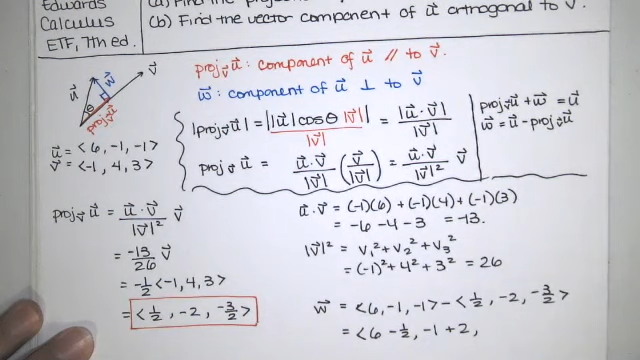 Edwards
Calculus
ETF, 7th ed.
(b) Find the vector component of u⃗ orthogonal to v⃗.
proj_v⃗ u⃗: component of u⃗ // to v⃗.
w⃗: component of u⃗ ⊥ to v⃗
u⃗
w⃗
v⃗
θ
proj_v⃗ u⃗
u⃗ = <6, -1, -1>
v⃗ = <-1, 4, 3>
|proj_v⃗ u⃗| = ||u⃗|cosθ |v⃗||/|v⃗| = |u⃗ · v⃗|/|v⃗|
proj_v⃗ u⃗ = u⃗ · v⃗/|v⃗| (v⃗/|v⃗|) = u⃗ · v⃗/|v⃗|² v⃗
proj_v⃗ u⃗ + w⃗ = u⃗
w⃗ = u⃗ - proj_v⃗ u⃗
proj_v⃗ u⃗ = u⃗ · v⃗/|v⃗|² v⃗
= -13/26 v⃗
= -1/2 <-1, 4, 3>
= <1/2, -2, -3/2>
u⃗ · v⃗ = (-1)(6) + (-1)(4) + (-1)(3)
= -6 -4 -3 = -13.
|v⃗|² = v₁² + v₂² + v₃²
= (-1)² + 4² + 3² = 26
w⃗ = <6, -1, -1> - <1/2, -2, -3/2>
= <6 - 1/2, -1 + 2,